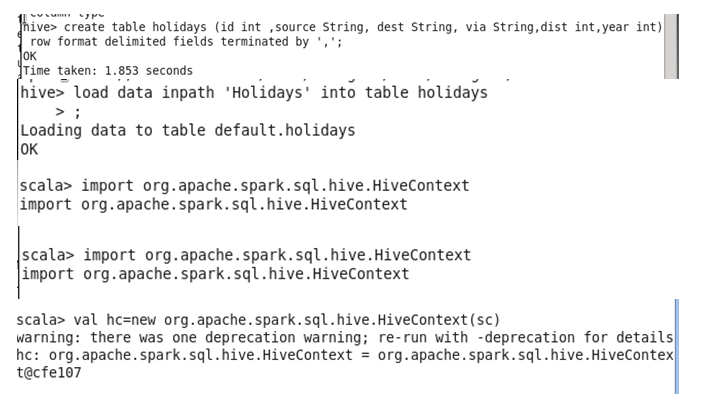 Column type
hive> create table holidays (id int ,source String, dest String, via String,dist int,year int)
row format delimited fields terminated by ',';
OK
Time taken: 1.853 seconds
hive> load data inpath 'Holidays' into table holidays
> ;
Loading data to table default.holidays
OK
scala> import org.apache.spark.sql.hive.HiveContext
import org.apache.spark.sql.hive.HiveContext
scala> import org.apache.spark.sql.hive.HiveContext
import org.apache.spark.sql.hive.HiveContext
scala> val hc=new org.apache.spark.sql.hive.HiveContext(sc)
warning: there was one deprecation warning; re-run with -deprecation for details
hc: org.apache.spark.sql.hive.HiveContext = org.apache.spark.sql.hive.HiveContex
t@cfe107